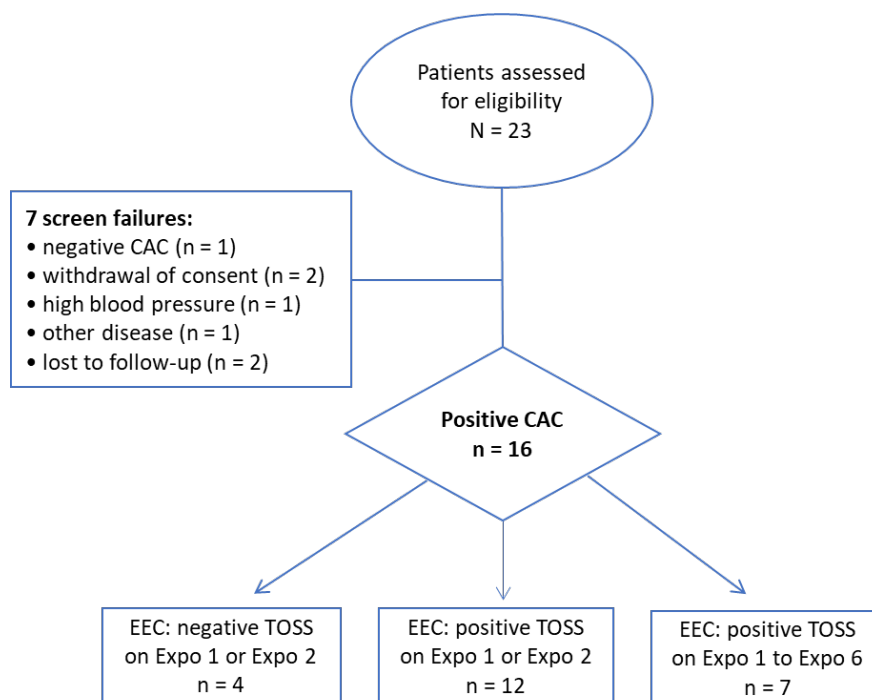 Patients assessed
for eligibility
N = 23
7 screen failures:
• negative CAC (n = 1)
• withdrawal of consent (n = 2)
• high blood pressure (n = 1)
• other disease (n = 1)
• lost to follow-up (n = 2)
Positive CAC
n = 16
EEC: negative TOSS
on Expo 1 or Expo 2
n = 4
EEC: positive TOSS
on Expo 1 or Expo 2
n = 12
EEC: positive TOSS
on Expo 1 to Expo 6
n = 7